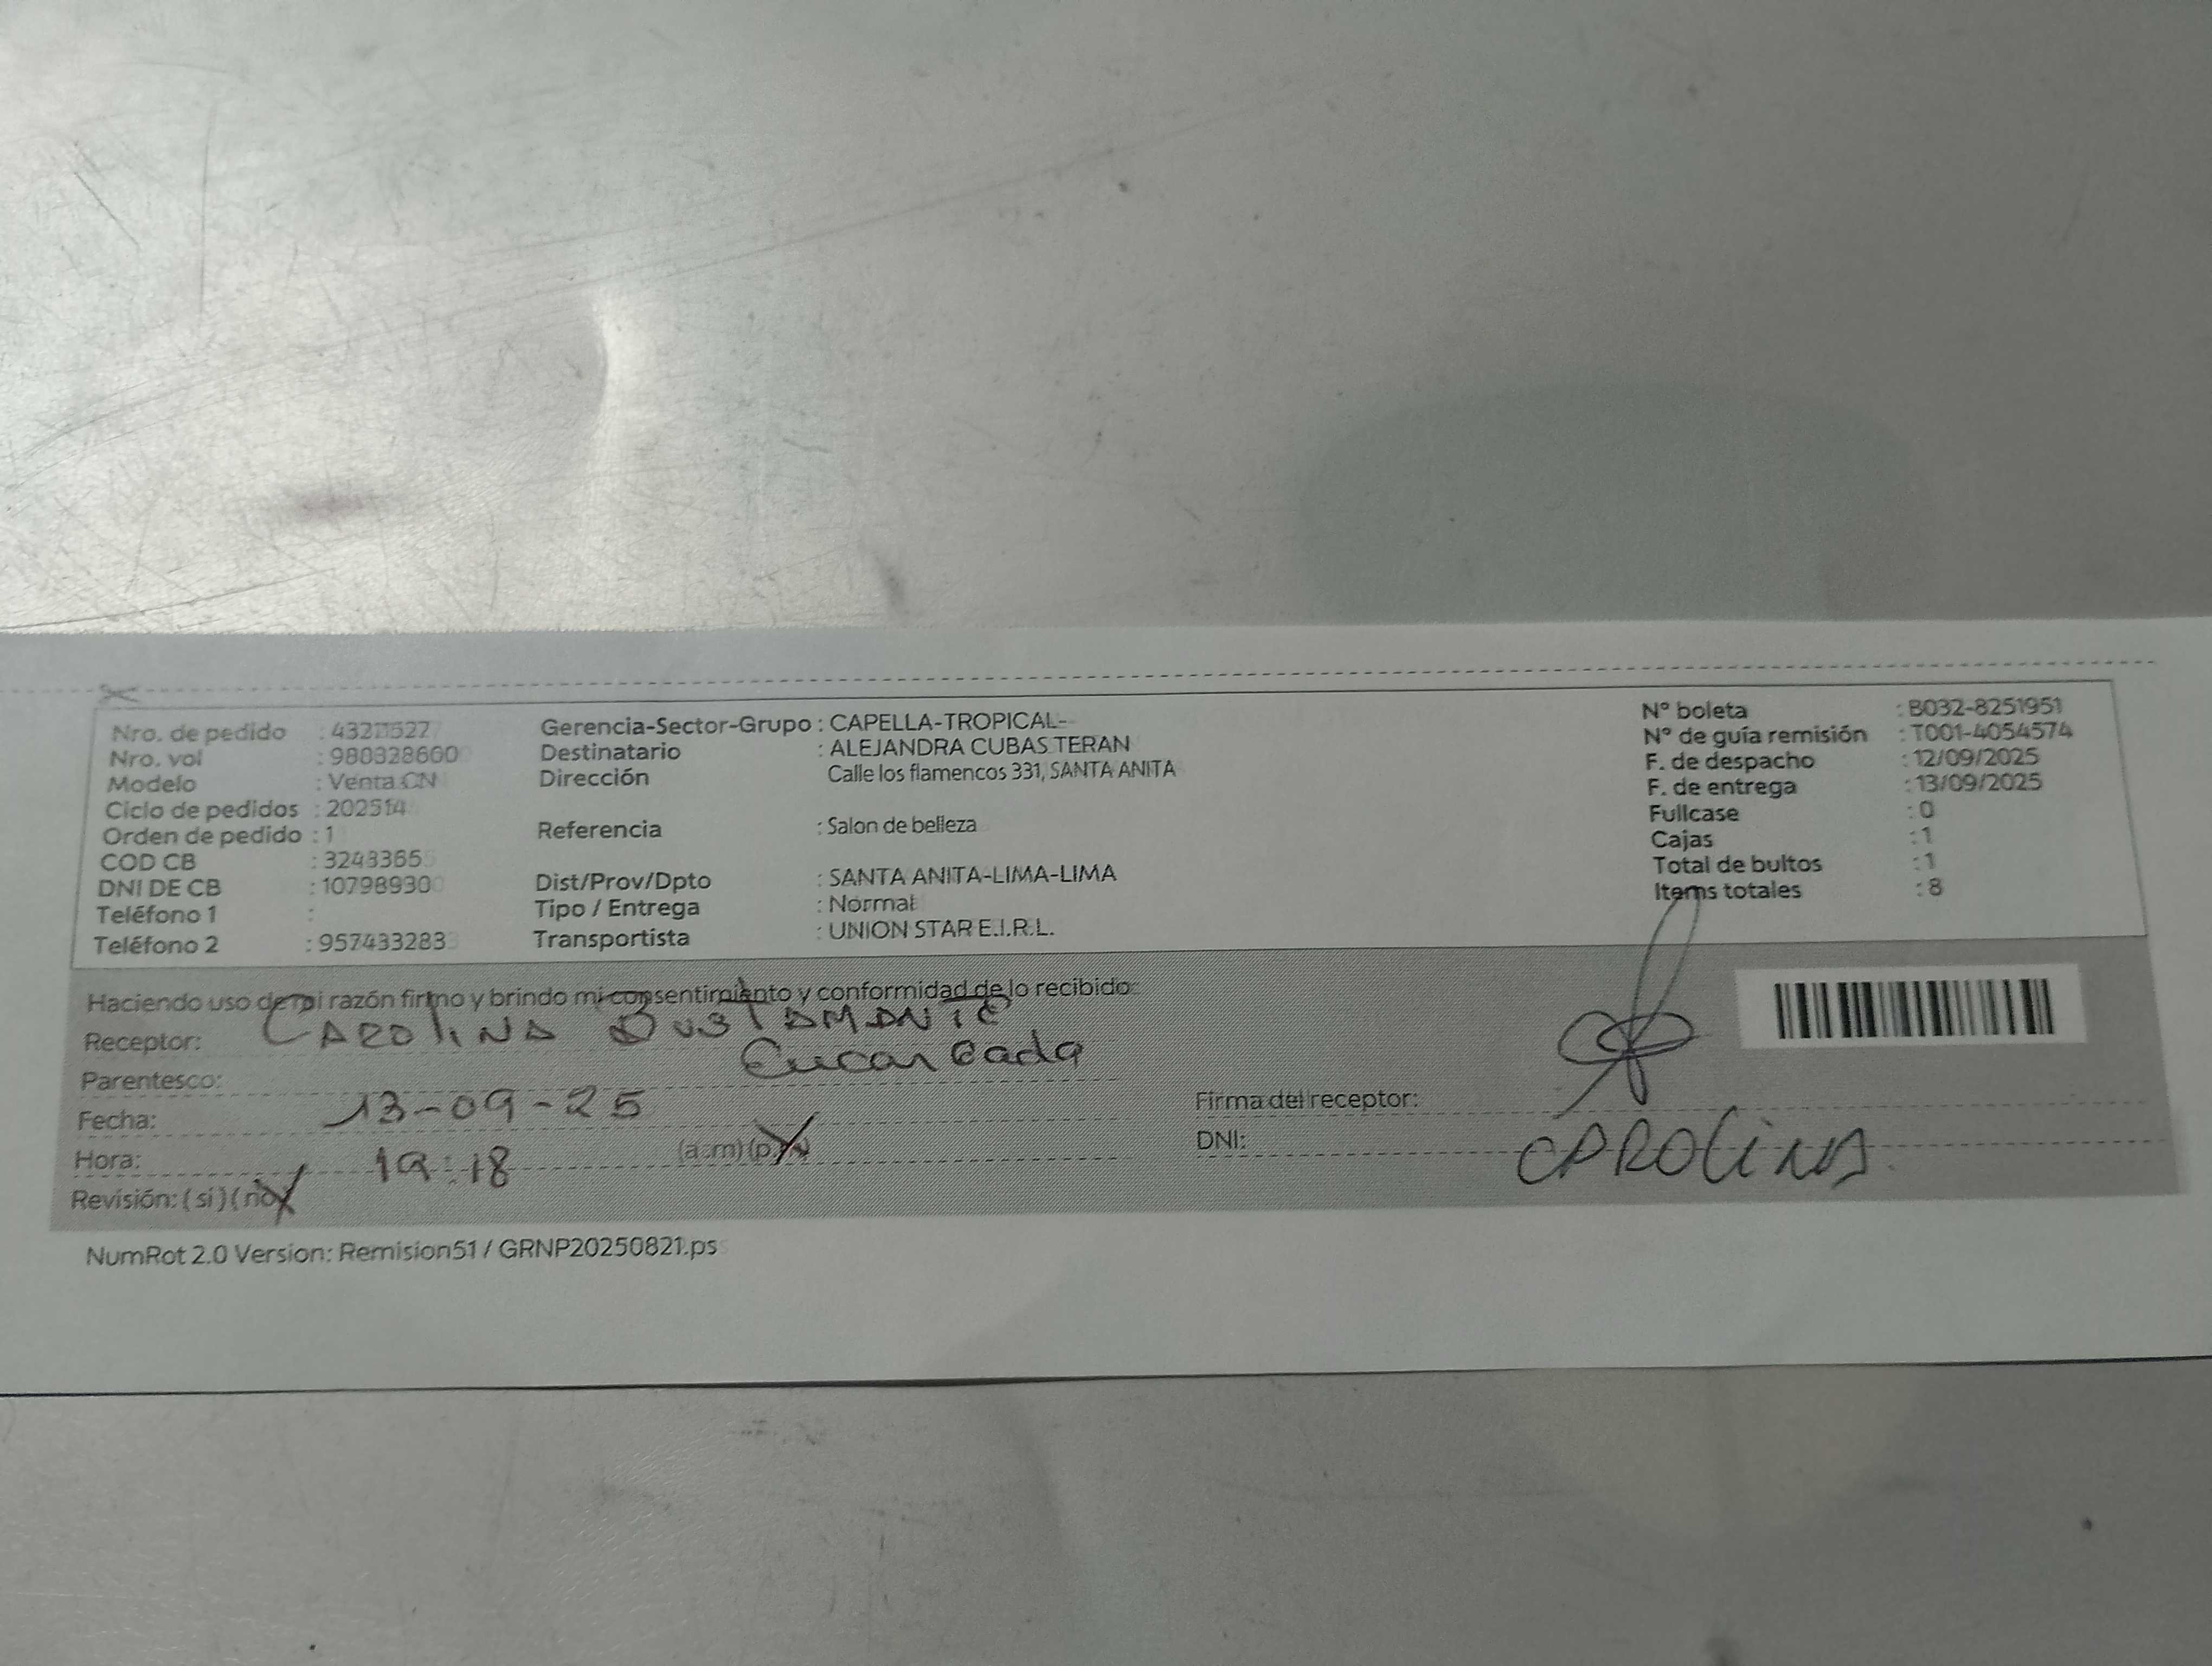 Nro. de pedido : 43211527
Nro. vol : 980328600
Modelo : Venta CN
Ciclo de pedidos : 202514
Orden de pedido : 1
COD CB : 3243365
DNI DE CB : 10798930
Teléfono 1 :
Teléfono 2 : 957433283
Gerencia-Sector-Grupo : CAPELLA-TROPICAL-
Destinatario : ALEJANDRA CUBAS TERAN
Dirección Calle los flamencos 331, SANTA ANITA
Referencia : Salon de belleza
Dist/Prov/Dpto : SANTA ANITA-LIMA-LIMA
Tipo / Entrega : Normal
Transportista : UNION STAR E.I.R.L.
N° boleta : B032-8251951
N° de guía remisión : T001-4054574
F. de despacho : 12/09/2025
F. de entrega : 13/09/2025
Fullcase : 0
Cajas : 1
Total de bultos : 1
Items totales : 8
Haciendo uso de mi razón firmo y brindo mi consentimiento y conformidad de lo recibido:
Receptor: CAROLINA BUSTAMANTE
Parentesco: Encargada
Fecha: 13-09-25
Hora: 19:18 (a.m) (p.m)
Revisión: ( si ) ( no )
Firma del receptor:
DNI: CAROLINA
NumRot 2.0 Version: Remision51 / GRNP20250821.ps